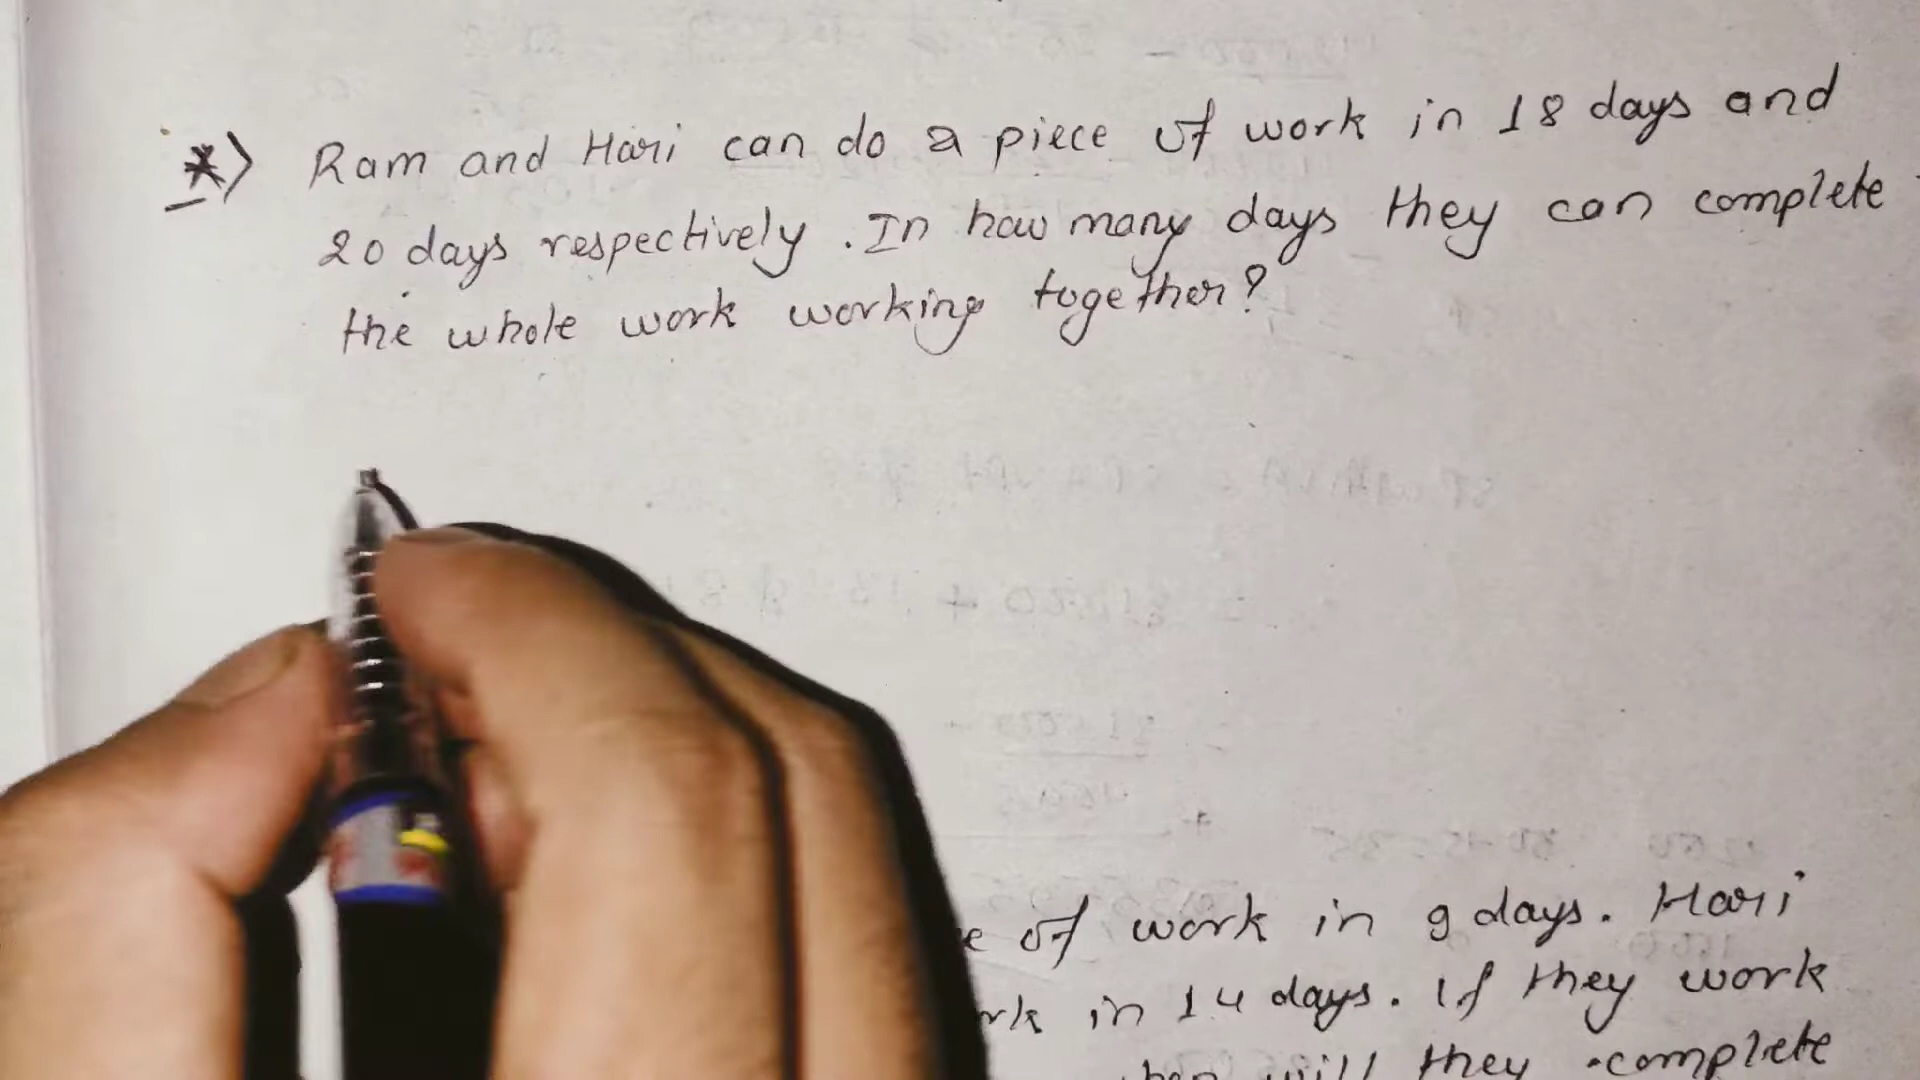 *) Ram and Hari can do a piece of work in 18 days and
20 days respectively. In how many days they can complete
the whole work working together?
of work in 9 days. Hari
in 14 days. If they work
will they complete